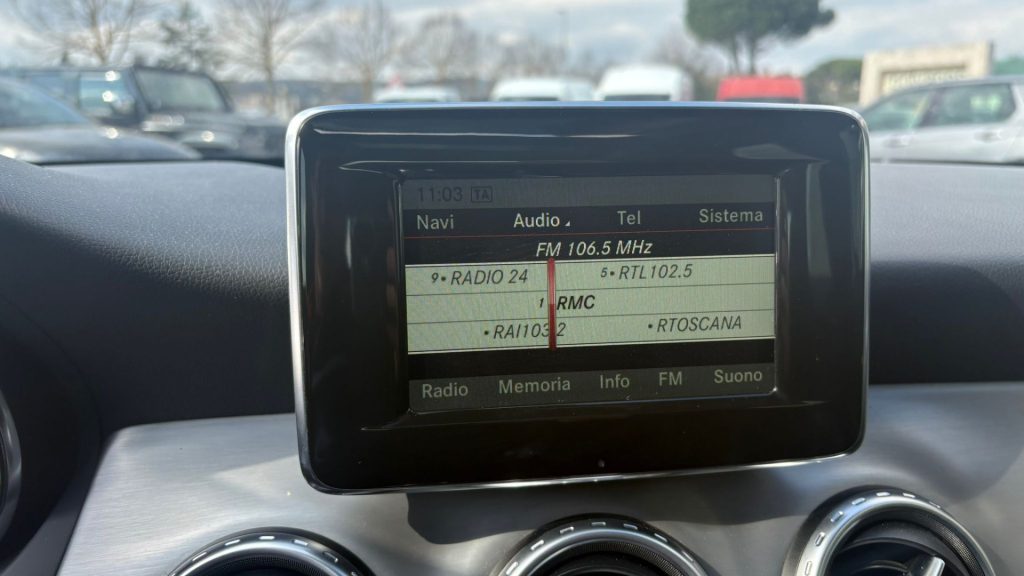 11:03 TA
Navi Audio Tel Sistema
FM 106.5 MHz
9• RADIO 24 5• RTL102.5
1 RMC
•RAI103.2 •RTOSCANA
Radio Memoria Info FM Suono